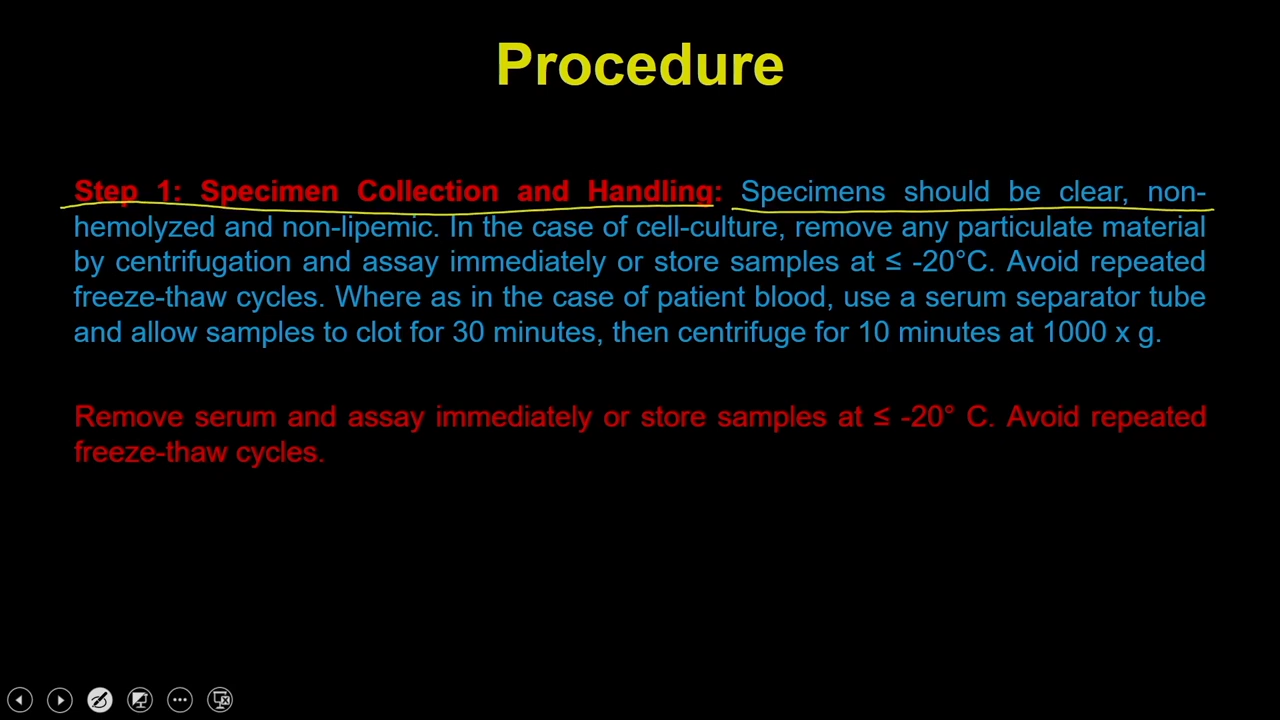 Procedure
Step 1: Specimen Collection and Handling: Specimens should be clear, non-
hemolyzed and non-lipemic. In the case of cell-culture, remove any particulate material
by centrifugation and assay immediately or store samples at ≤ -20°C. Avoid repeated
freeze-thaw cycles. Where as in the case of patient blood, use a serum separator tube
and allow samples to clot for 30 minutes, then centrifuge for 10 minutes at 1000 x g.
Remove serum and assay immediately or store samples at ≤ -20° C. Avoid repeated
freeze-thaw cycles.